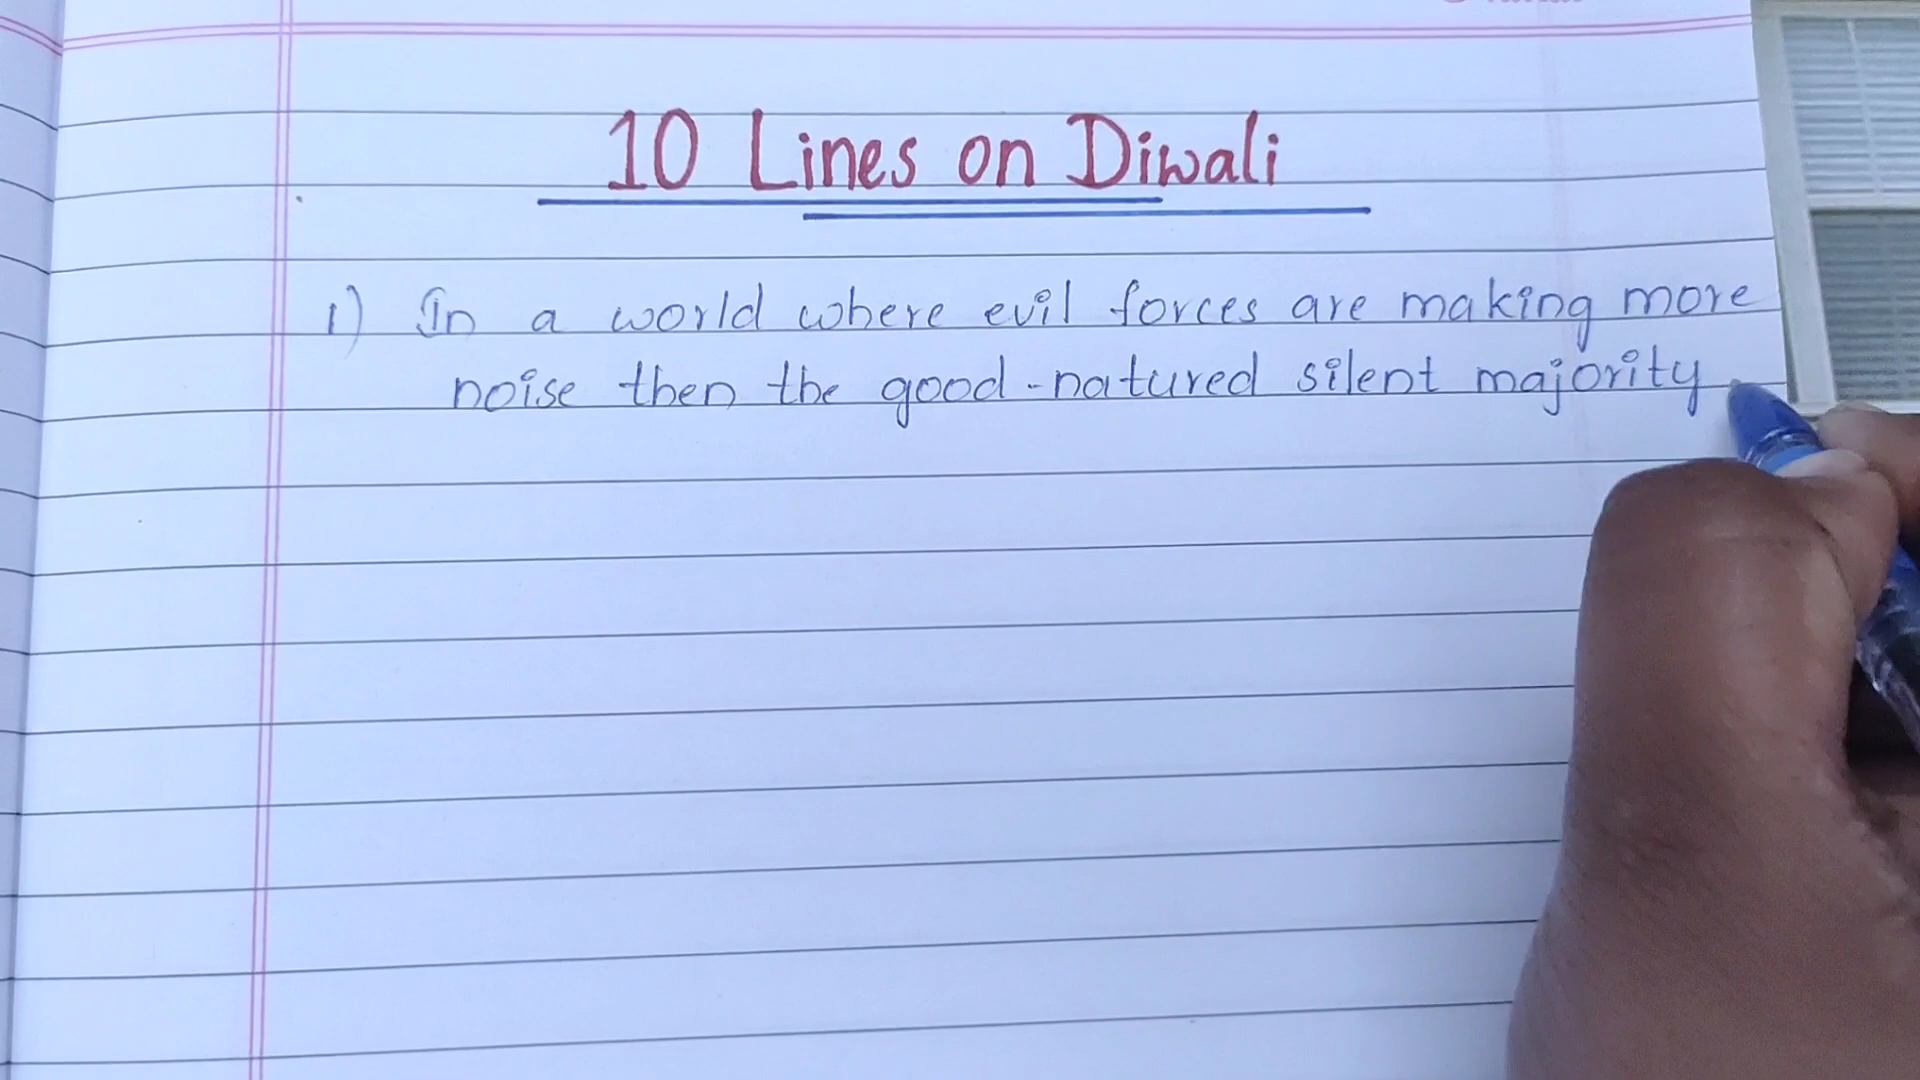 10 Lines on Diwali
1) In a world where evil forces are making more
noise then the good-natured silent majority